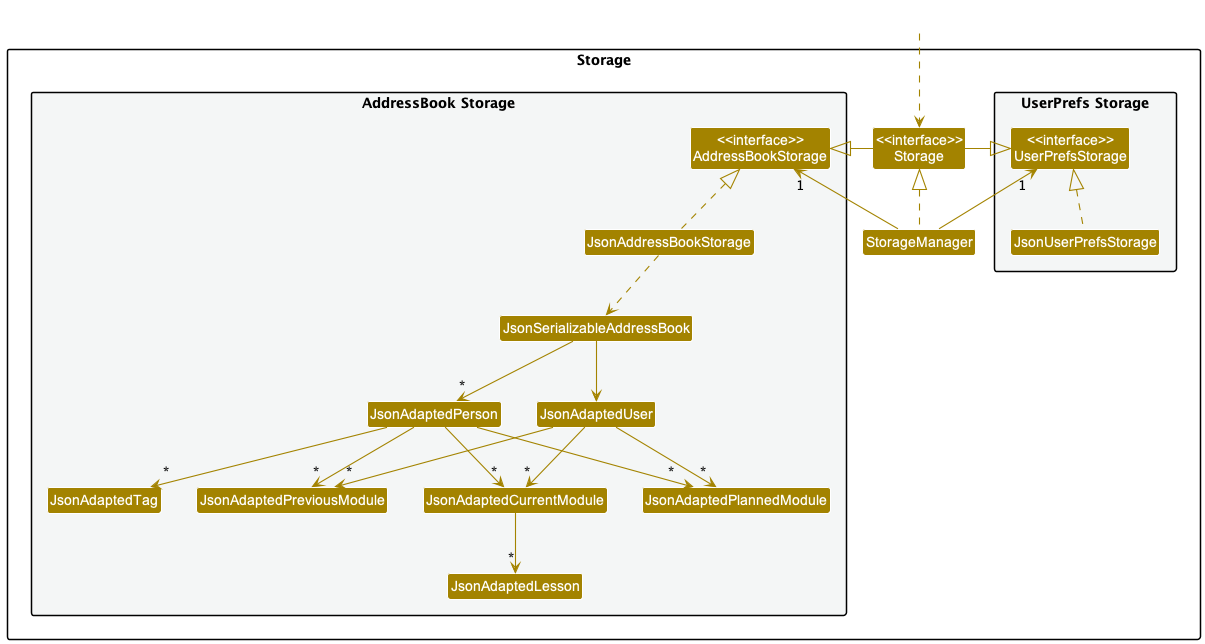 Storage
AddressBook Storage
UserPrefs Storage
<<interface>>
AddressBookStorage
<<interface>>
Storage
<<interface>>
UserPrefsStorage
1
1
JsonAddressBookStorage
StorageManager
JsonUserPrefsStorage
JsonSerializableAddressBook
*
JsonAdaptedPerson
JsonAdaptedUser
*
*
*
*
*
*
*
JsonAdaptedTag
JsonAdaptedPreviousModule
JsonAdaptedCurrentModule
JsonAdaptedPlannedModule
*
JsonAdaptedLesson